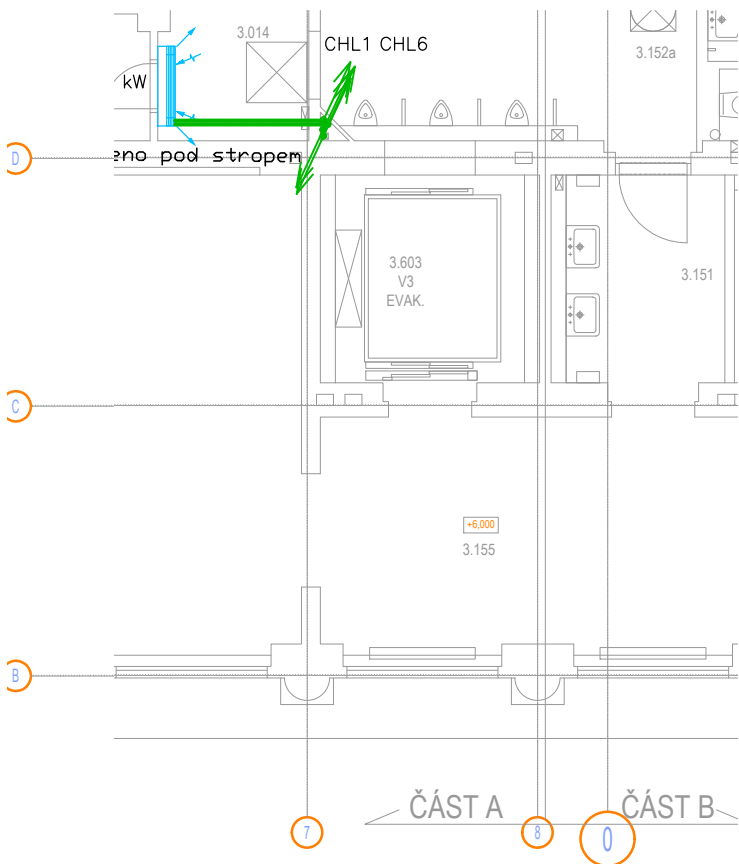 3.014
CHL1 CHL6
3.152a
kW
D
eno pod stropem
3.603
V3
EVAK.
3.151
C
+6,000
3.155
B
ČÁST A
ČÁST B
7
8
0